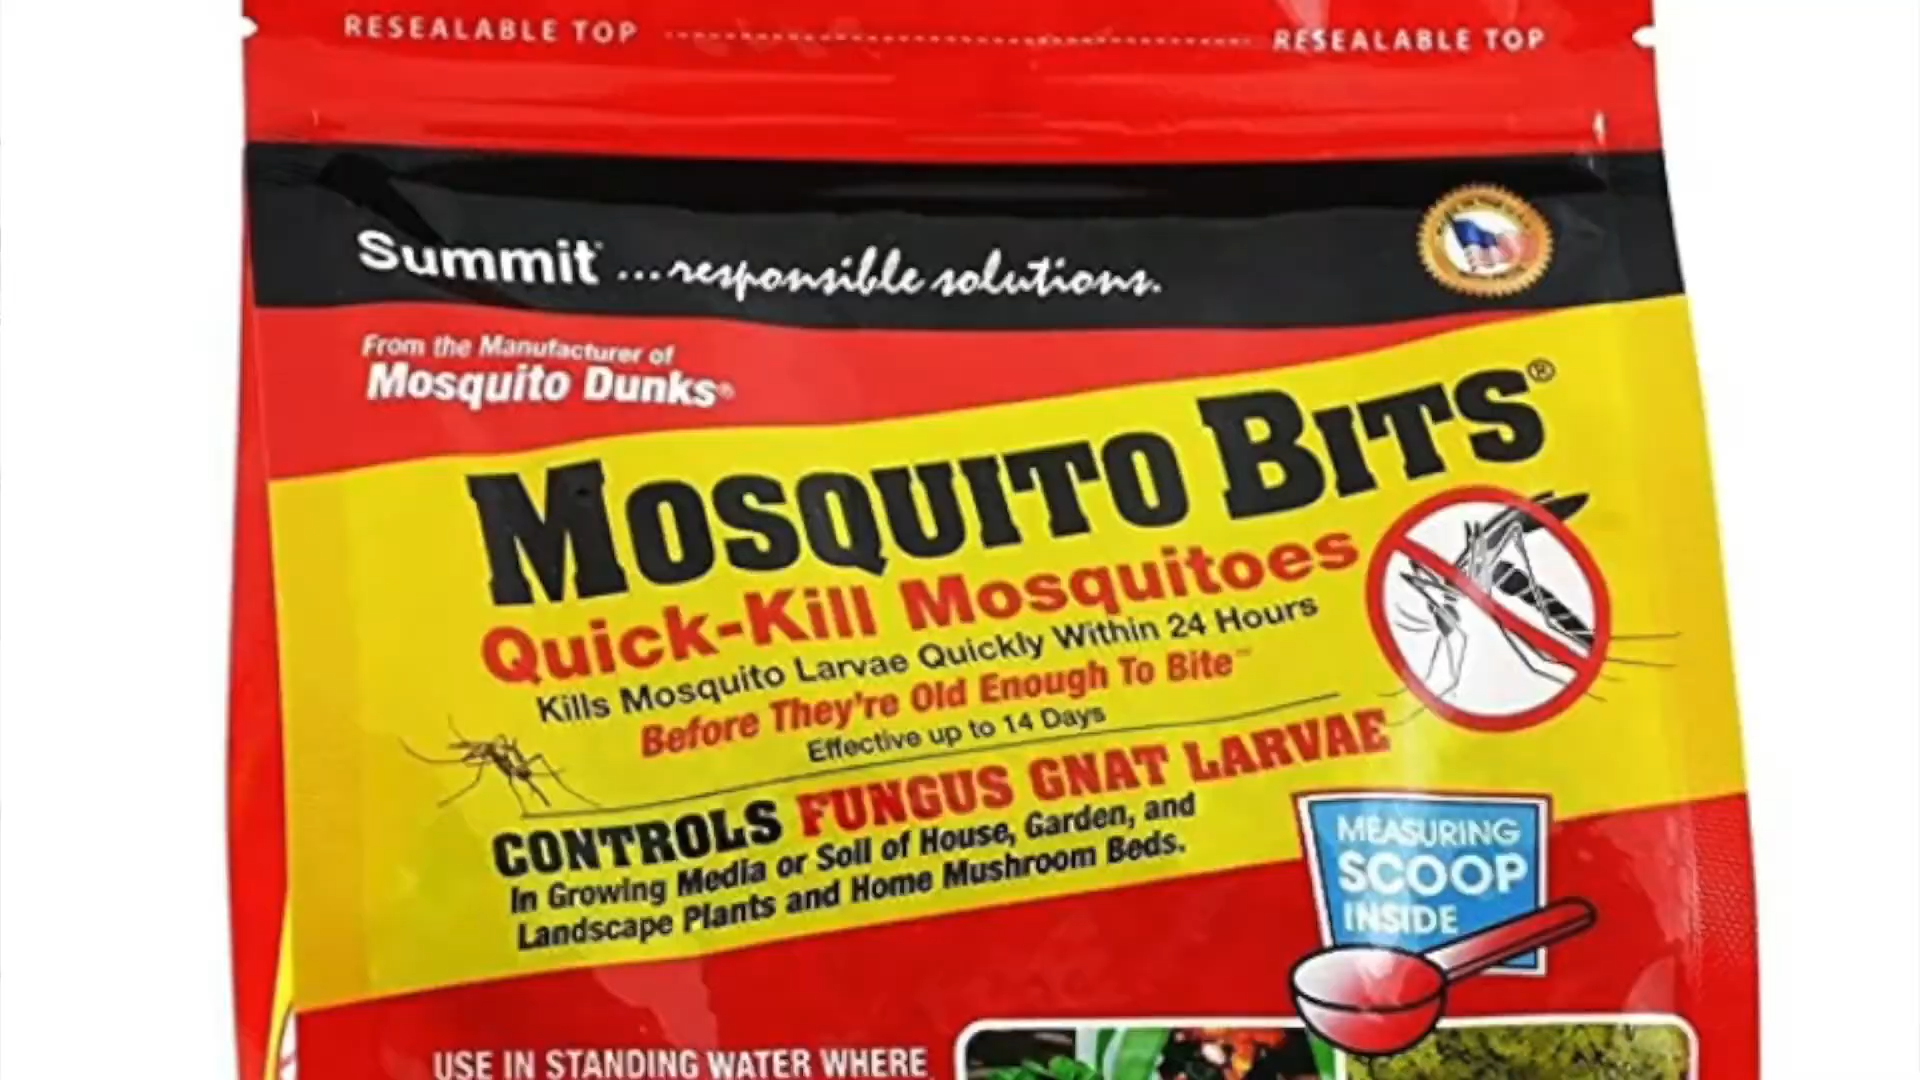 RESEALABLE TOP RESEALABLE TOP
Summit ...responsible solutions.
From the Manufacturer of
Mosquito Dunks®
MOSQUITO BITS®
Quick-Kill Mosquitoes
Kills Mosquito Larvae Quickly Within 24 Hours
Before They're Old Enough To Bite™
Effective up to 14 Days
CONTROLS FUNGUS GNAT LARVAE
In Growing Media or Soil of House, Garden, and
Landscape Plants and Home Mushroom Beds.
MEASURING
SCOOP
INSIDE
USE IN STANDING WATER WHERE